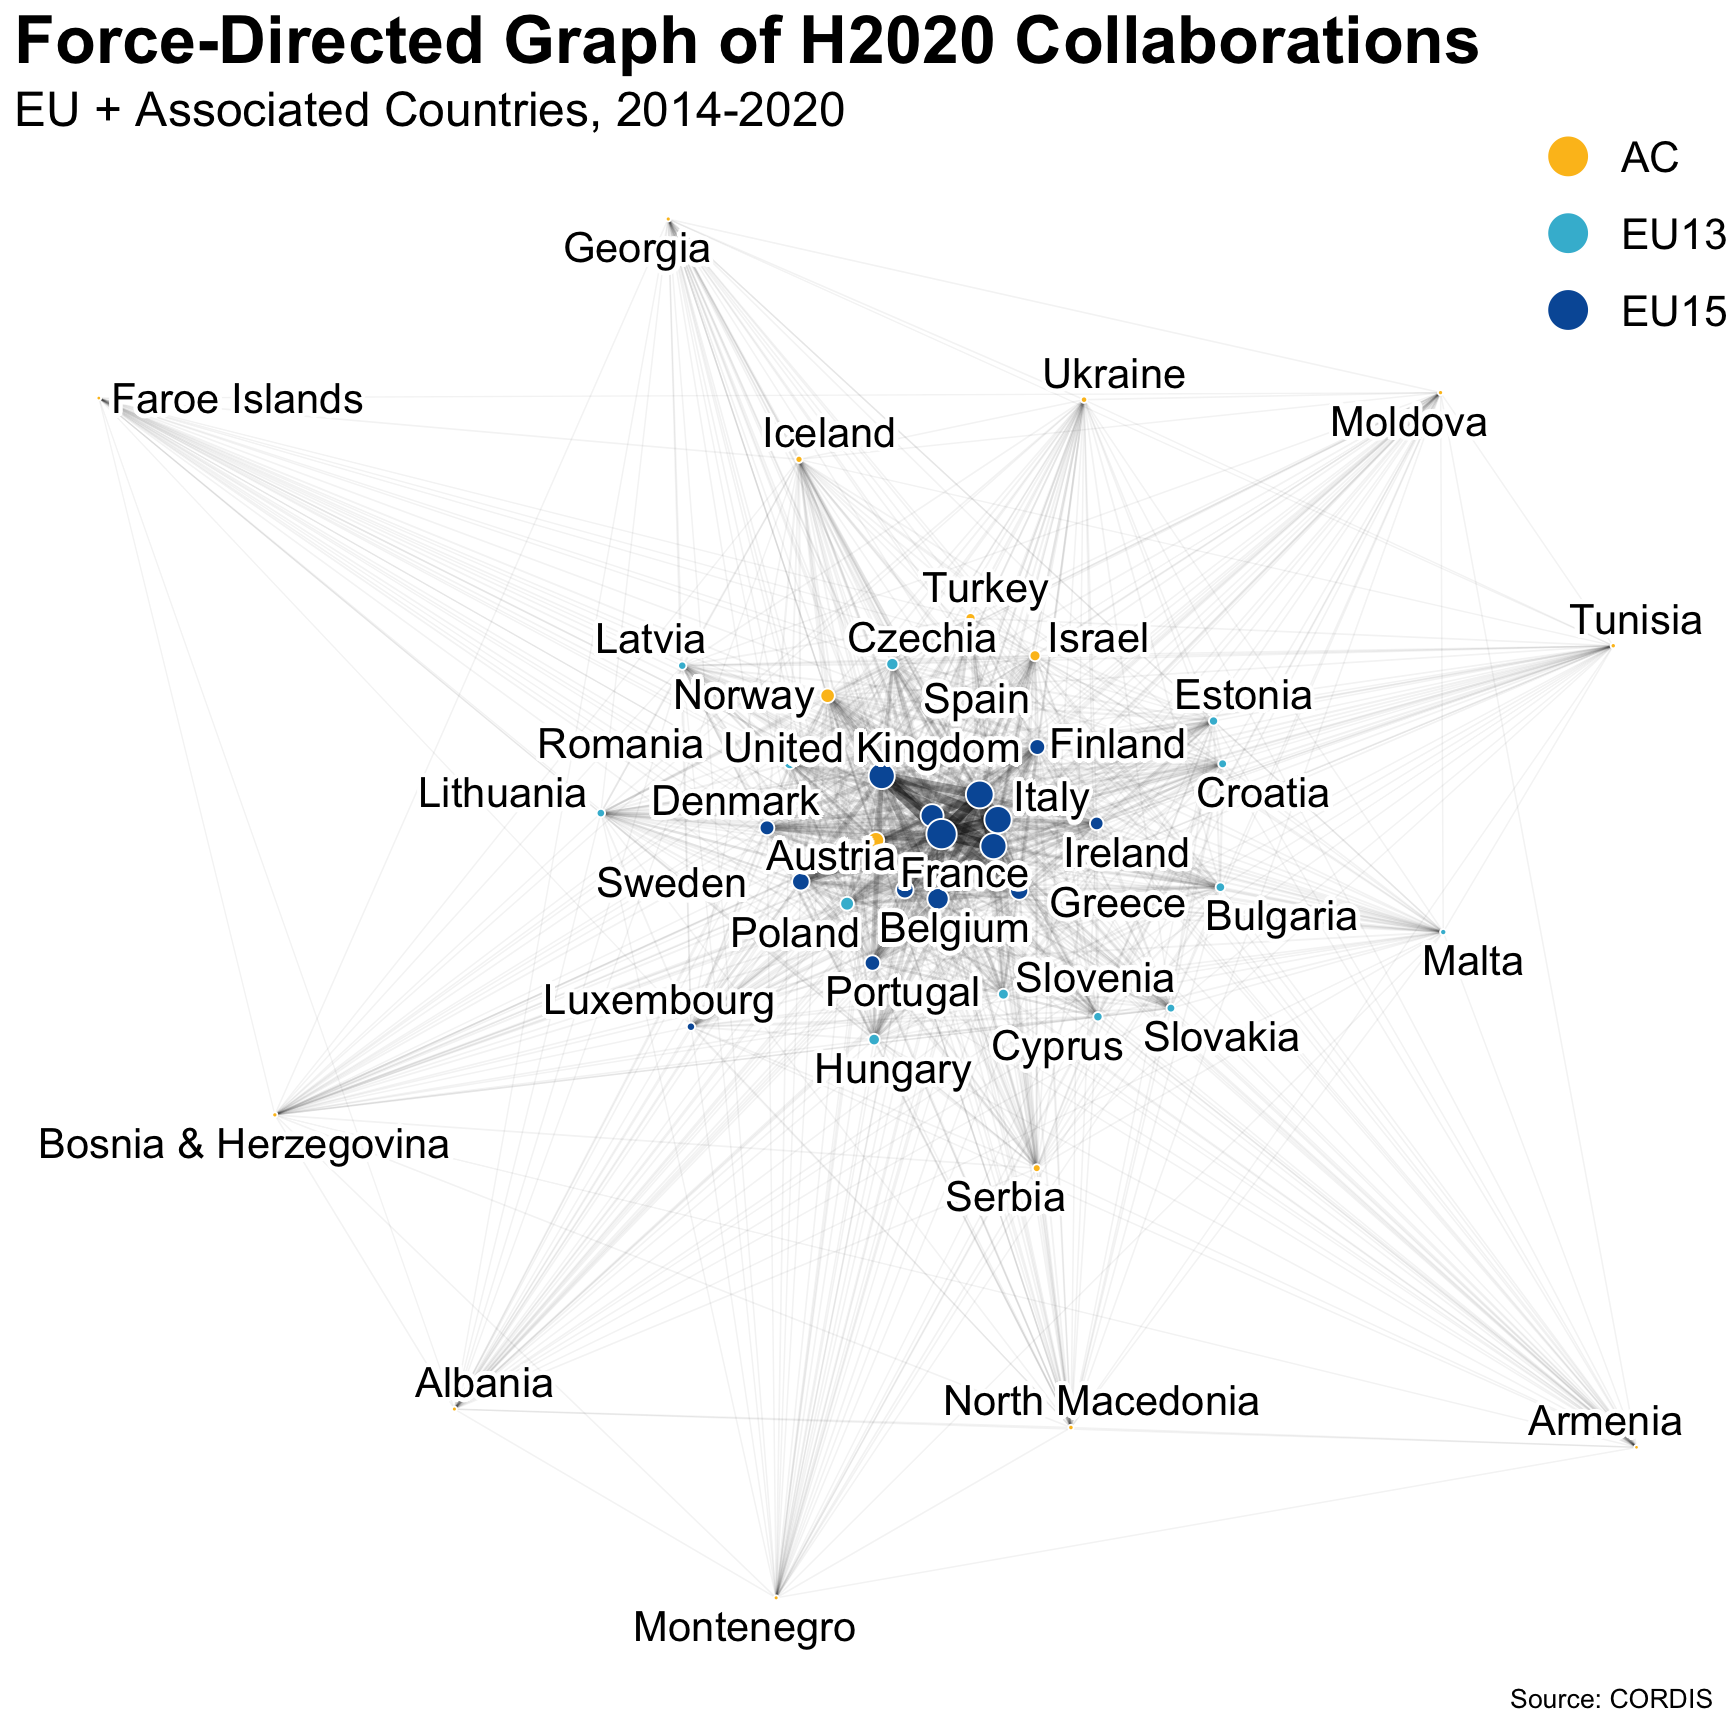 Force-Directed Graph of H2020 Collaborations
EU + Associated Countries, 2014-2020
AC
EU13
EU15
Georgia
Ukraine
Faroe Islands
Moldova
Iceland
Turkey
Tunisia
Latvia
Czechia
Israel
Norway
Spain
Estonia
Romania
United Kingdom
Finland
Lithuania
Denmark
Italy
Croatia
Austria
Ireland
Sweden
France
Greece
Bulgaria
Poland
Belgium
Malta
Luxembourg
Portugal
Slovenia
Hungary
Cyprus
Slovakia
Bosnia & Herzegovina
Serbia
Albania
North Macedonia
Armenia
Montenegro
Source: CORDIS